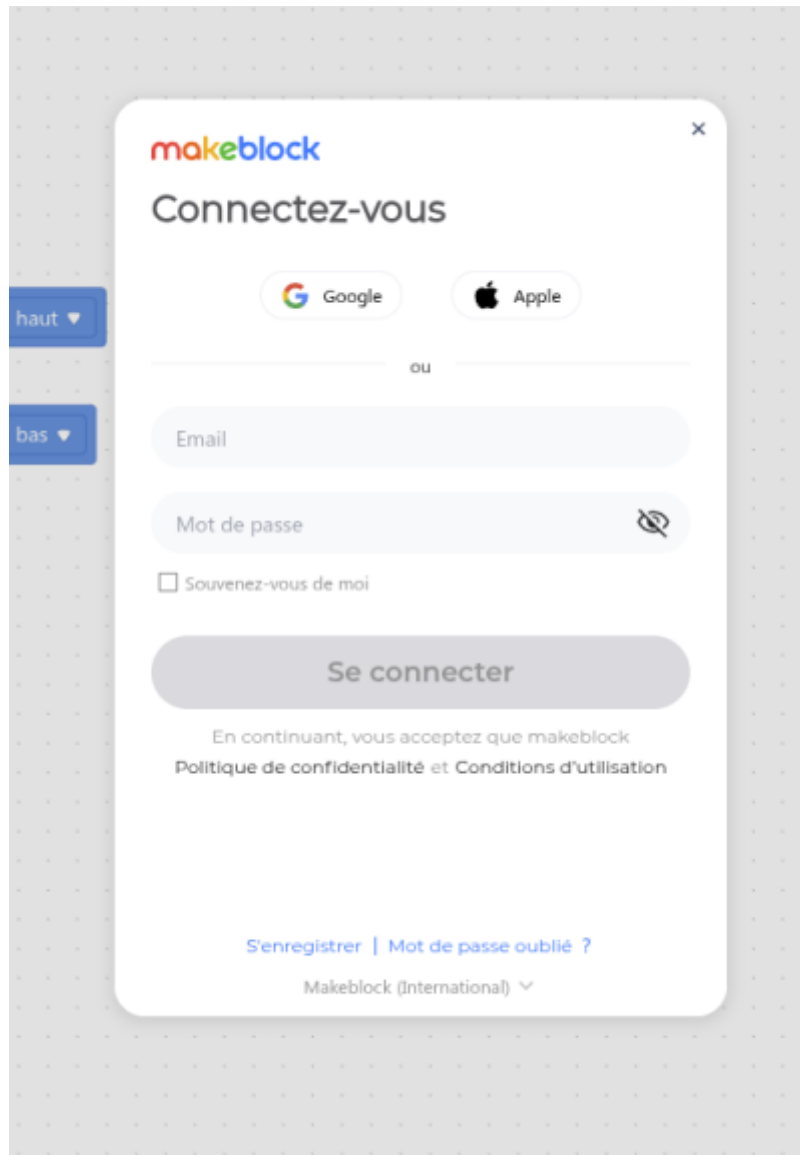 makeblock
Connectez-vous
Google
Apple
haut
ou
bas
Email
Mot de passe
Souvenez-vous de moi
Se connecter
En continuant, vous acceptez que makeblock
Politique de confidentialité et Conditions d'utilisation
S'enregistrer | Mot de passe oublié ?
Makeblock (International)